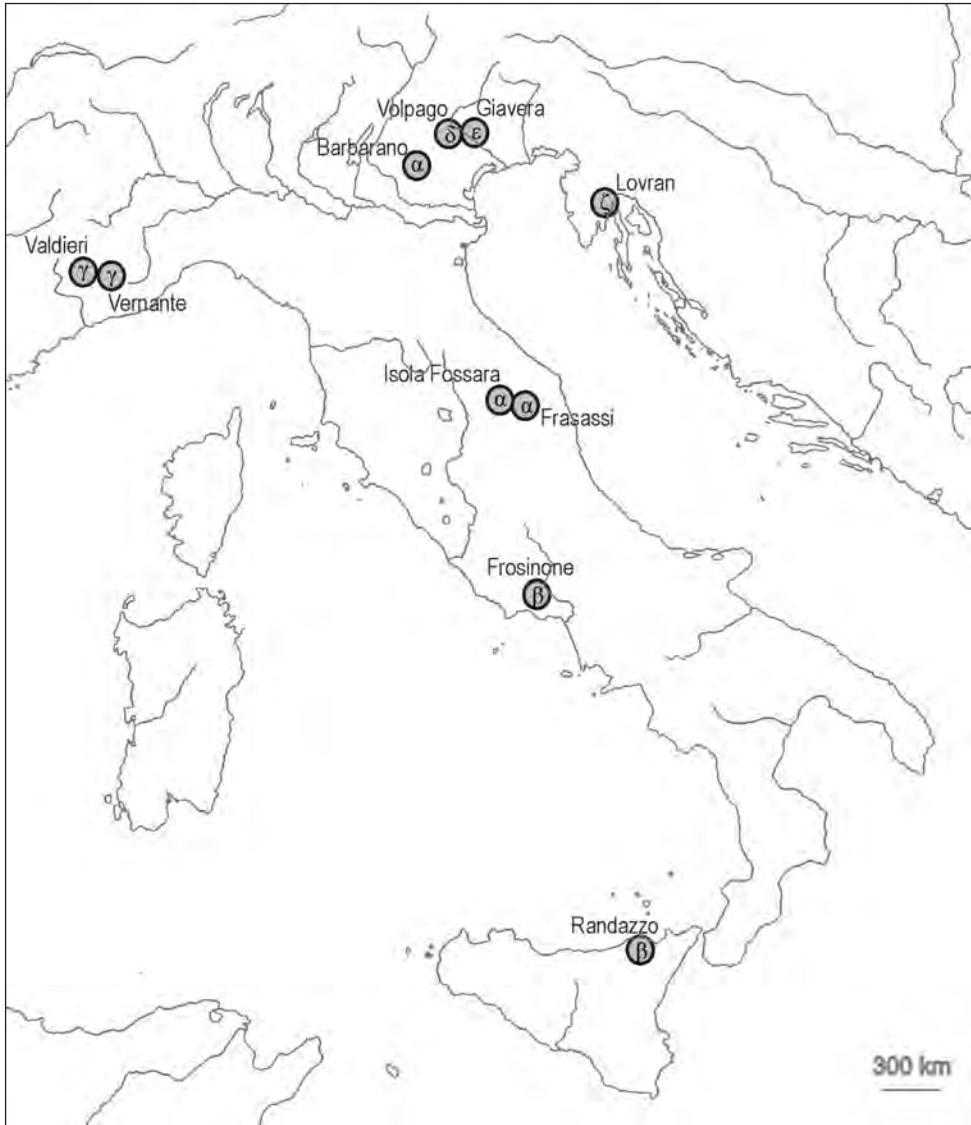 Volpago Giavera
δ ε
Barbarano
α
Lovran
ζ
Valdieri
γ γ
Vernante
Isola Fossara
α α
Frasassi
Frosinone
β
Randazzo
β
300 km